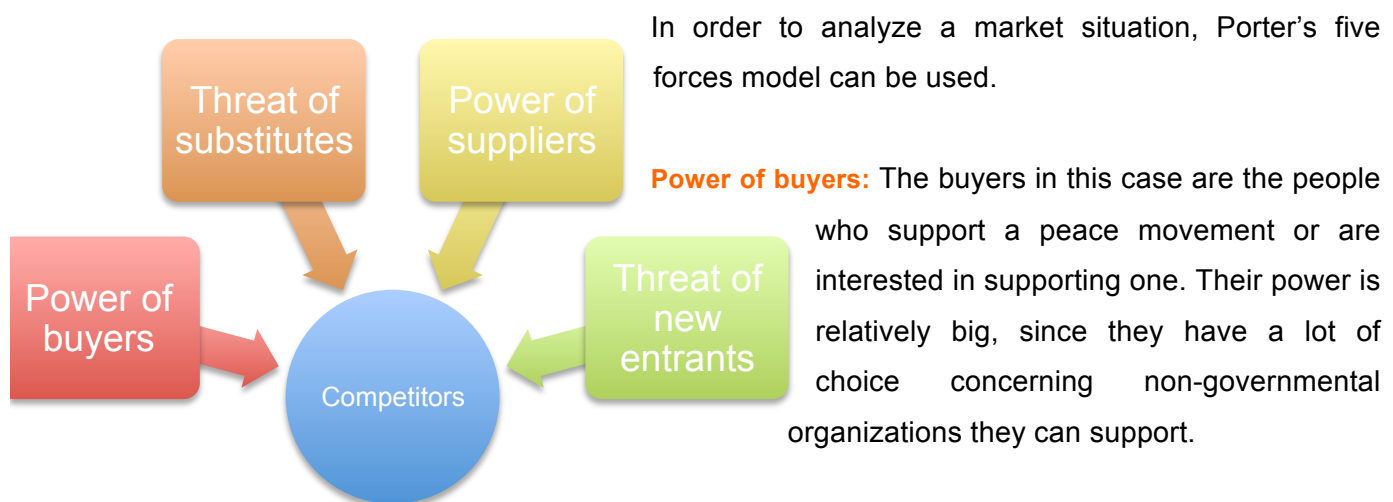 Threat of
substitutes
Power of
suppliers
Power of
buyers
Threat of
new
entrants
Competitors
In order to analyze a market situation, Porter’s five
forces model can be used.
Power of buyers: The buyers in this case are the people
who support a peace movement or are
interested in supporting one. Their power is
relatively big, since they have a lot of
choice concerning non-governmental
organizations they can support.